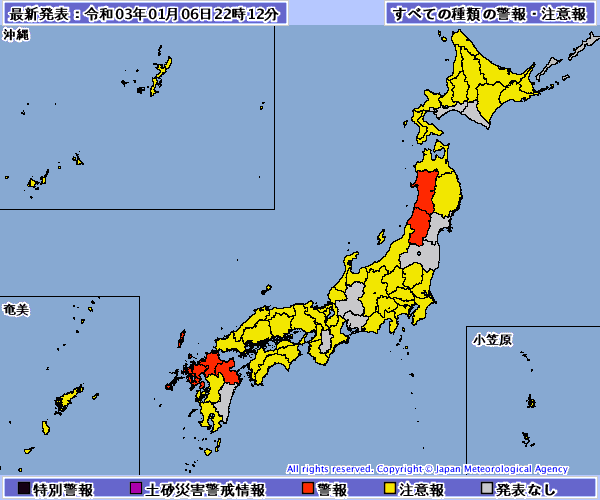 最新発表：令和03年01月06日22時12分
すべての種類の警報・注意報
沖縄
奄美
小笠原
All rights reserved. Copyright © Japan Meteorological Agency
特別警報 土砂災害警戒情報 警報 注意報 発表なし